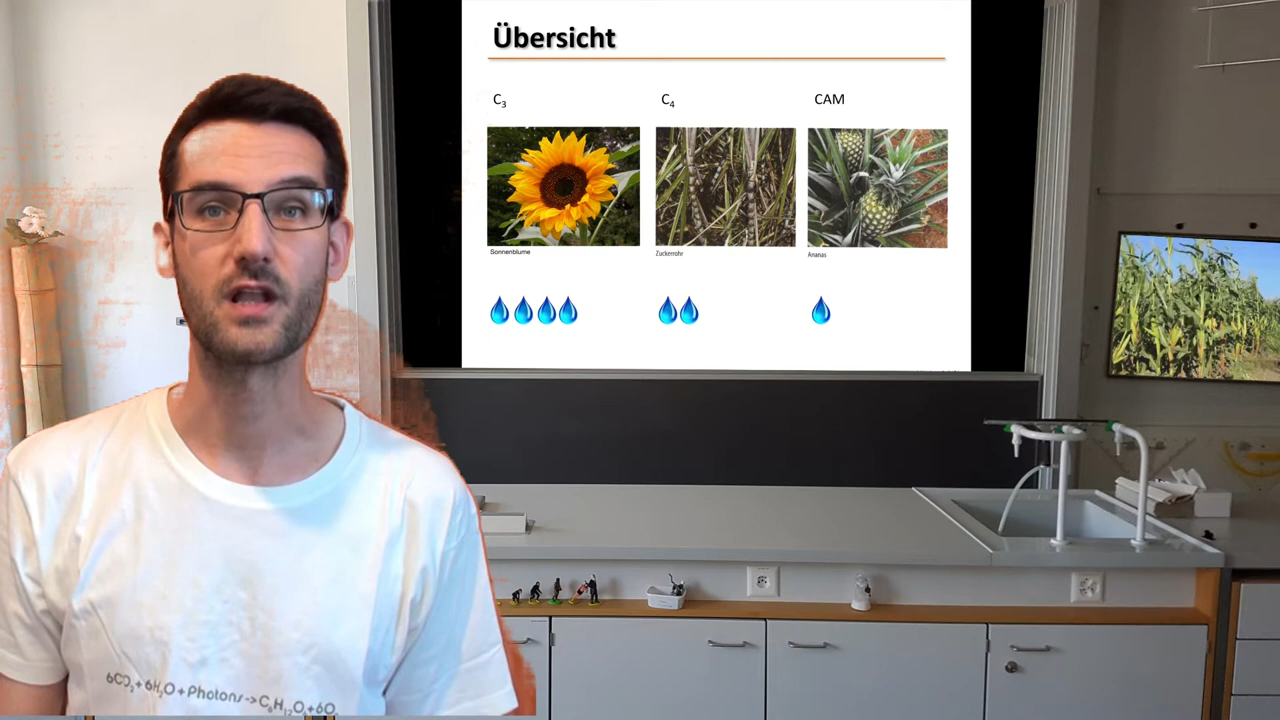 Übersicht
C₃ C₄ CAM
Sonnenblume Zuckerrohr Ananas
6CO₂+6H₂O+Photons->C₆H₁₂O₆+6O₂